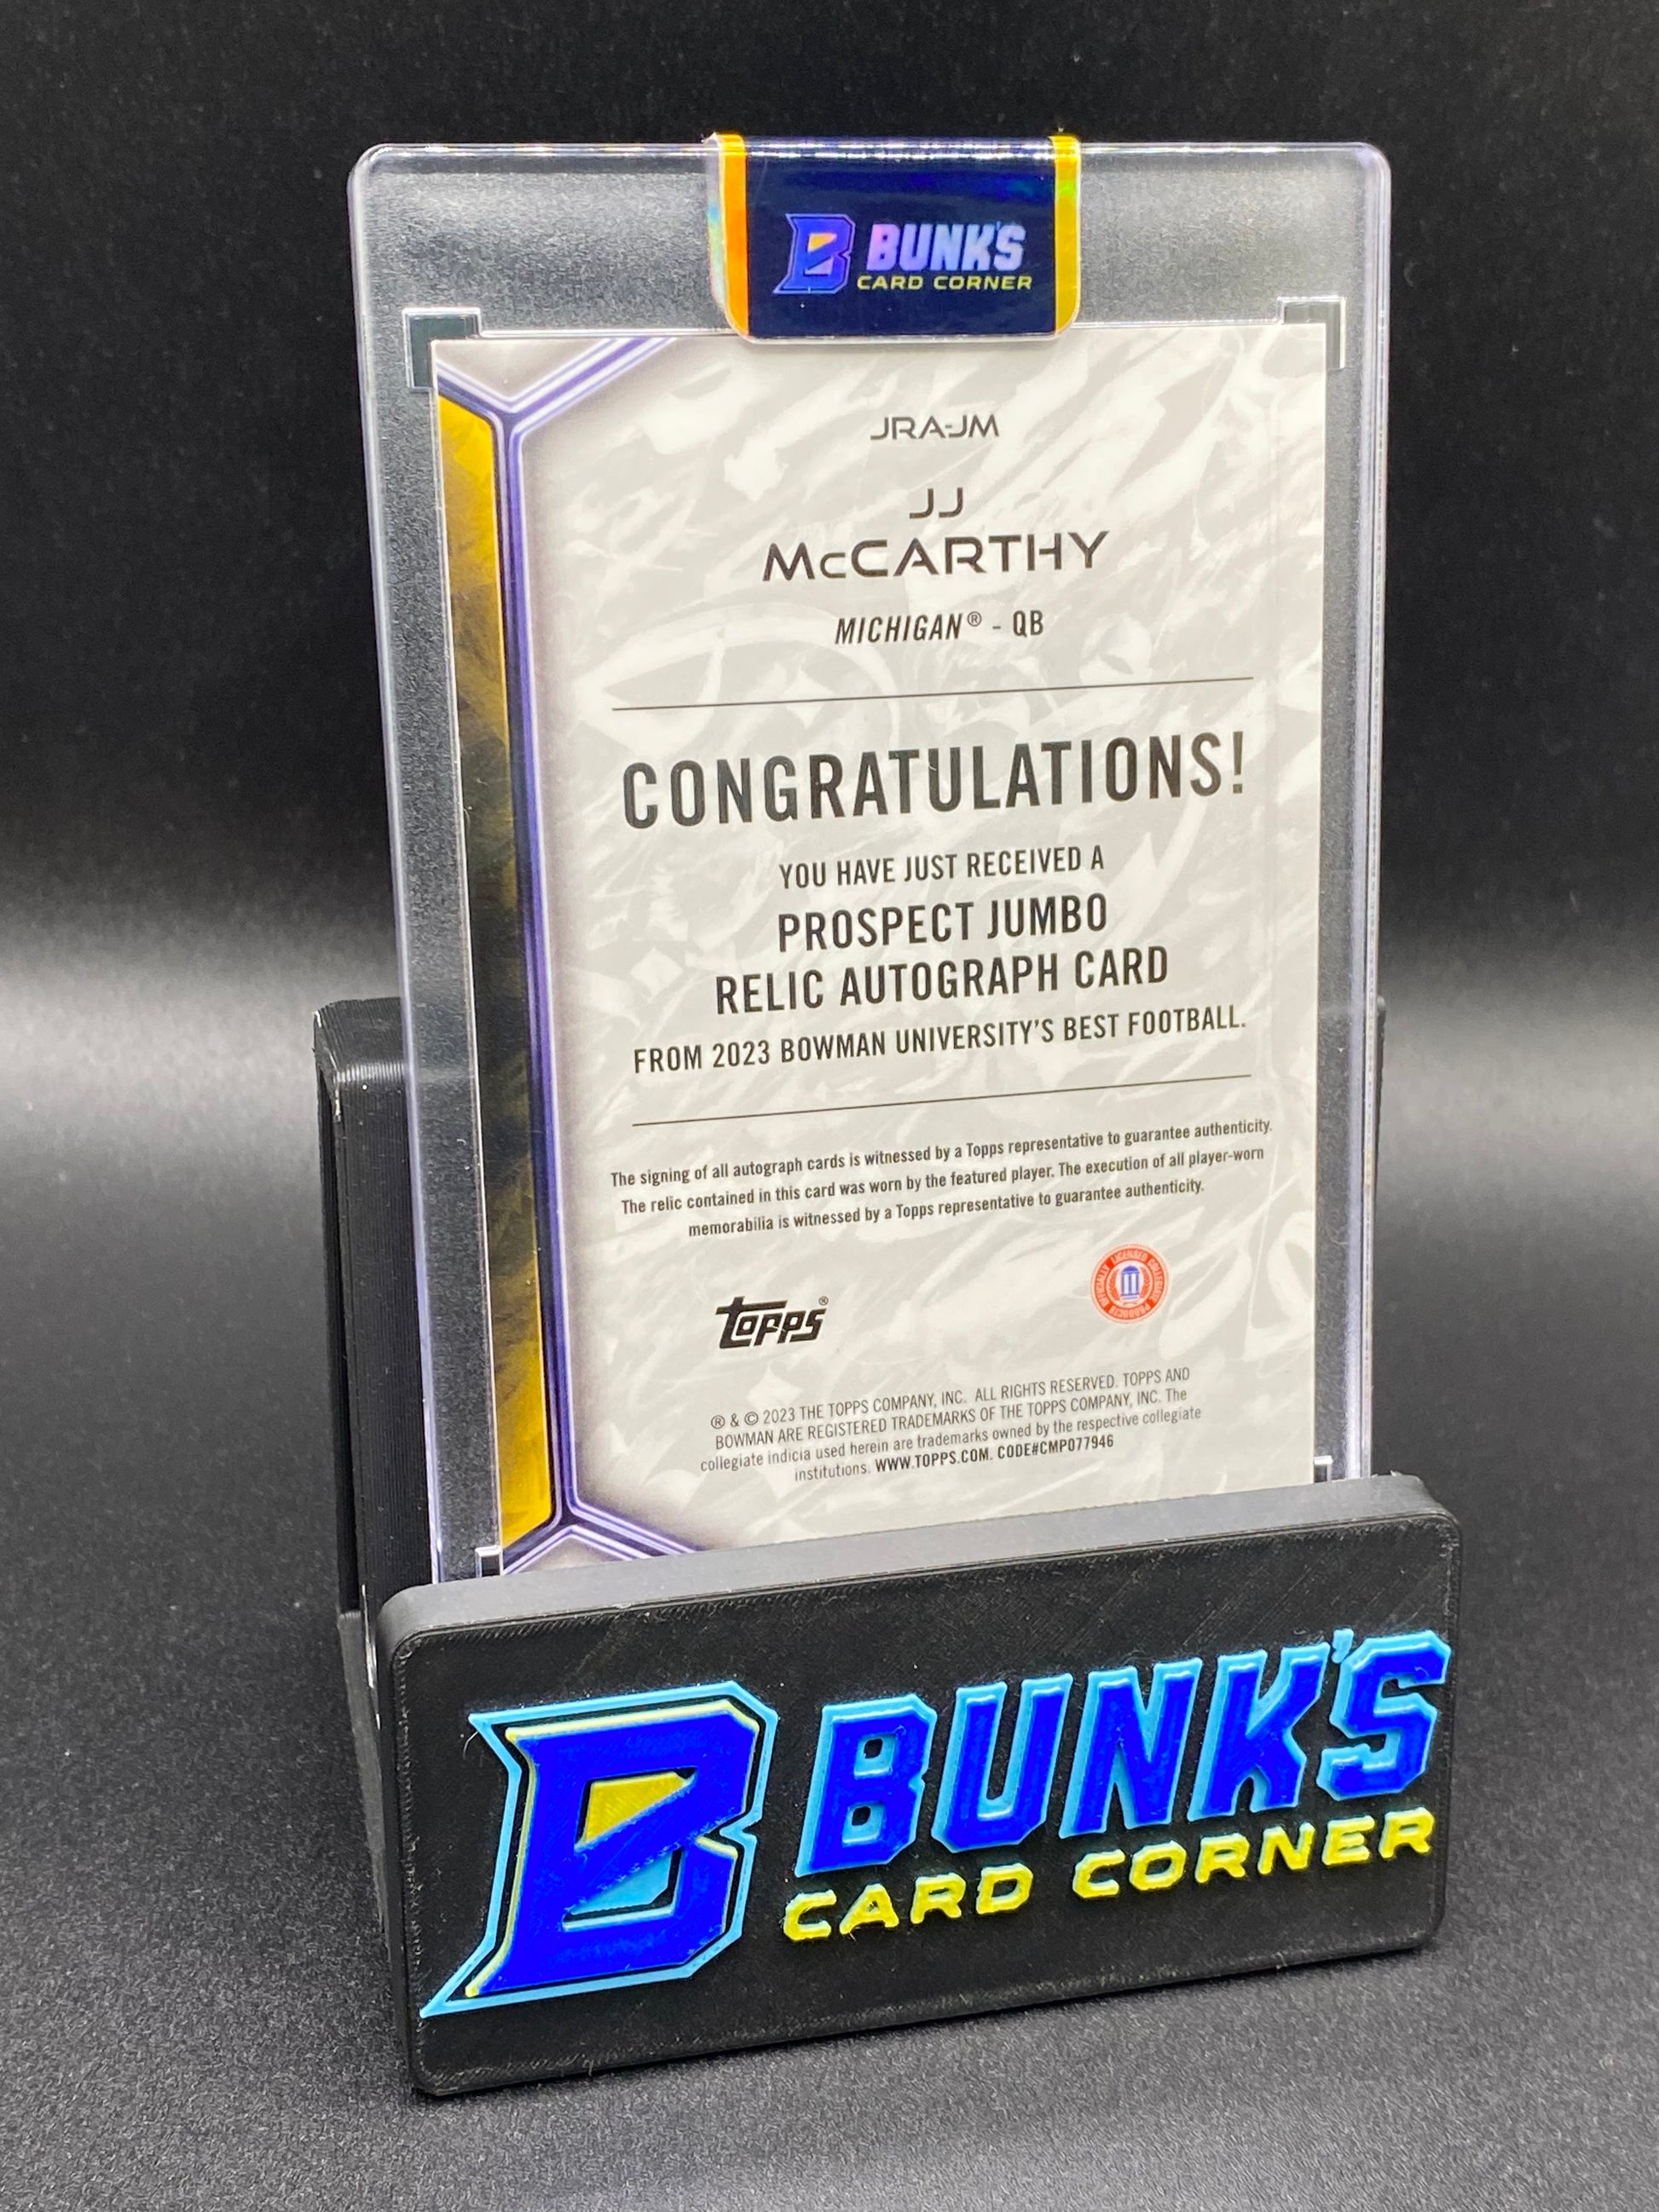 B BUNK'S
CARD CORNER
JRA-JM
JJ
McCARTHY
MICHIGAN® - QB
CONGRATULATIONS!
YOU HAVE JUST RECEIVED A
PROSPECT JUMBO
RELIC AUTOGRAPH CARD
FROM 2023 BOWMAN UNIVERSITY'S BEST FOOTBALL.
The signing of all autograph cards is witnessed by a Topps representative to guarantee authenticity.
The relic contained in this card was worn by the featured player. The execution of all player-worn
memorabilia is witnessed by a Topps representative to guarantee authenticity.
Topps®
OFFICIALLY LICENSED COLLEGIATE PRODUCTS
® & © 2023 THE TOPPS COMPANY, INC. ALL RIGHTS RESERVED. TOPPS AND
BOWMAN ARE REGISTERED TRADEMARKS OF THE TOPPS COMPANY, INC. The
collegiate indicia used herein are trademarks owned by the respective collegiate
institutions. WWW.TOPPS.COM. CODE#CMP077946
B BUNK'S
CARD CORNER